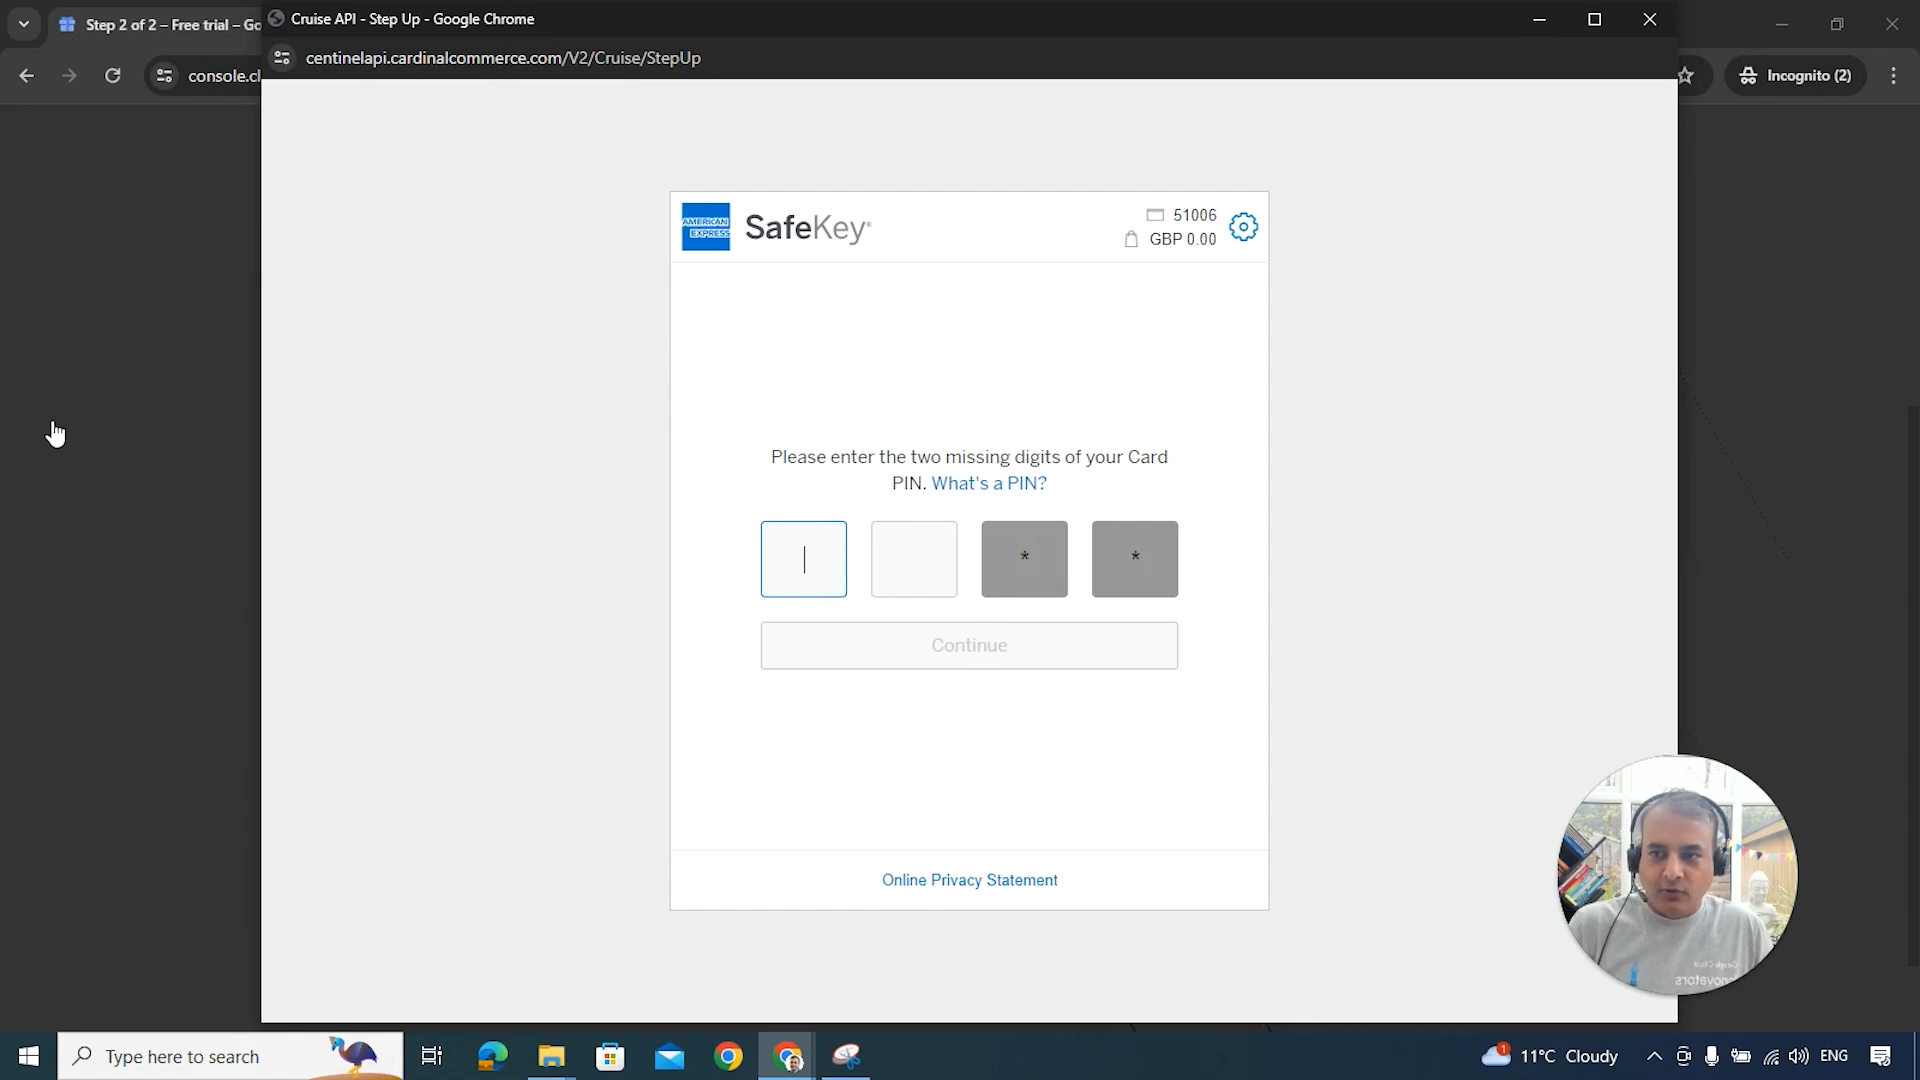 Cruise API - Step Up - Google Chrome
Step 2 of 2 – Free trial – Go
centinelapi.cardinalcommerce.com/V2/Cruise/StepUp
console.cl
Incognito (2)
AMERICAN
EXPRESS
SafeKey®
51006
GBP 0.00
Please enter the two missing digits of your Card
PIN. What's a PIN?
* *
Continue
Online Privacy Statement
Type here to search
1
11°C Cloudy
ENG